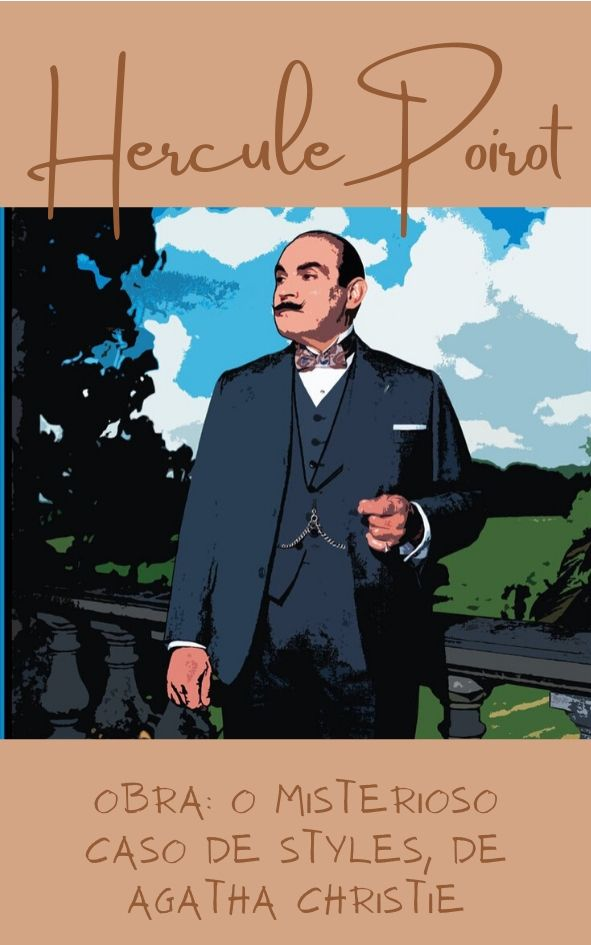 Hercule Poirot
OBRA: O MISTERIOSO
CASO DE STYLES, DE
AGATHA CHRISTIE